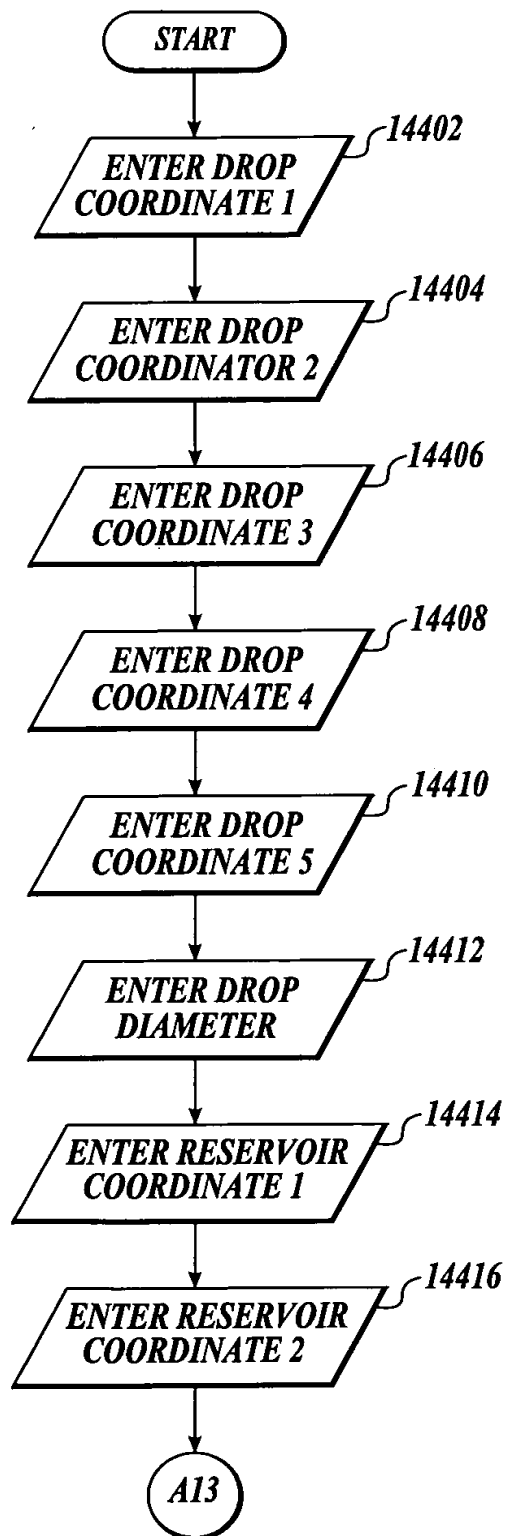 START
14402
ENTER DROP
COORDINATE 1
14404
ENTER DROP
COORDINATOR 2
14406
ENTER DROP
COORDINATE 3
14408
ENTER DROP
COORDINATE 4
14410
ENTER DROP
COORDINATE 5
14412
ENTER DROP
DIAMETER
14414
ENTER RESERVOIR
COORDINATE 1
14416
ENTER RESERVOIR
COORDINATE 2
A13